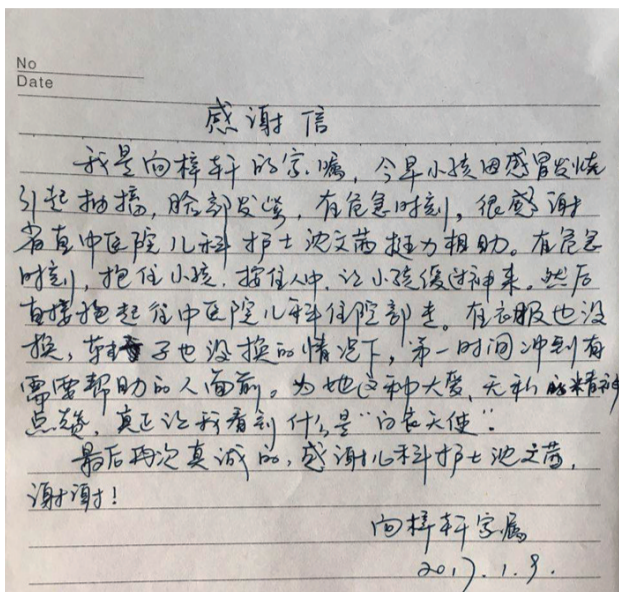 No
Date
感谢信
我是向梓轩的家属，今早小孩因感冒发烧
引起抽搐，脸部发紫，在危急时刻，很感谢
省直中医院儿科护士沈文茜挺力相助。在危急
时刻，抱住小孩，按住人中，让小孩缓过神来。然后
直接抱起往中医院儿科住院部走。在衣服也没
换，鞋子也没换的情况下，第一时间冲到有
需要帮助的人面前。为她这种大爱、无私的精神
点赞，真正让我看到什么是“白衣天使”。
最后再次真诚的，感谢儿科护士沈文茜，
谢谢！
向梓轩家属
2017.1.9.